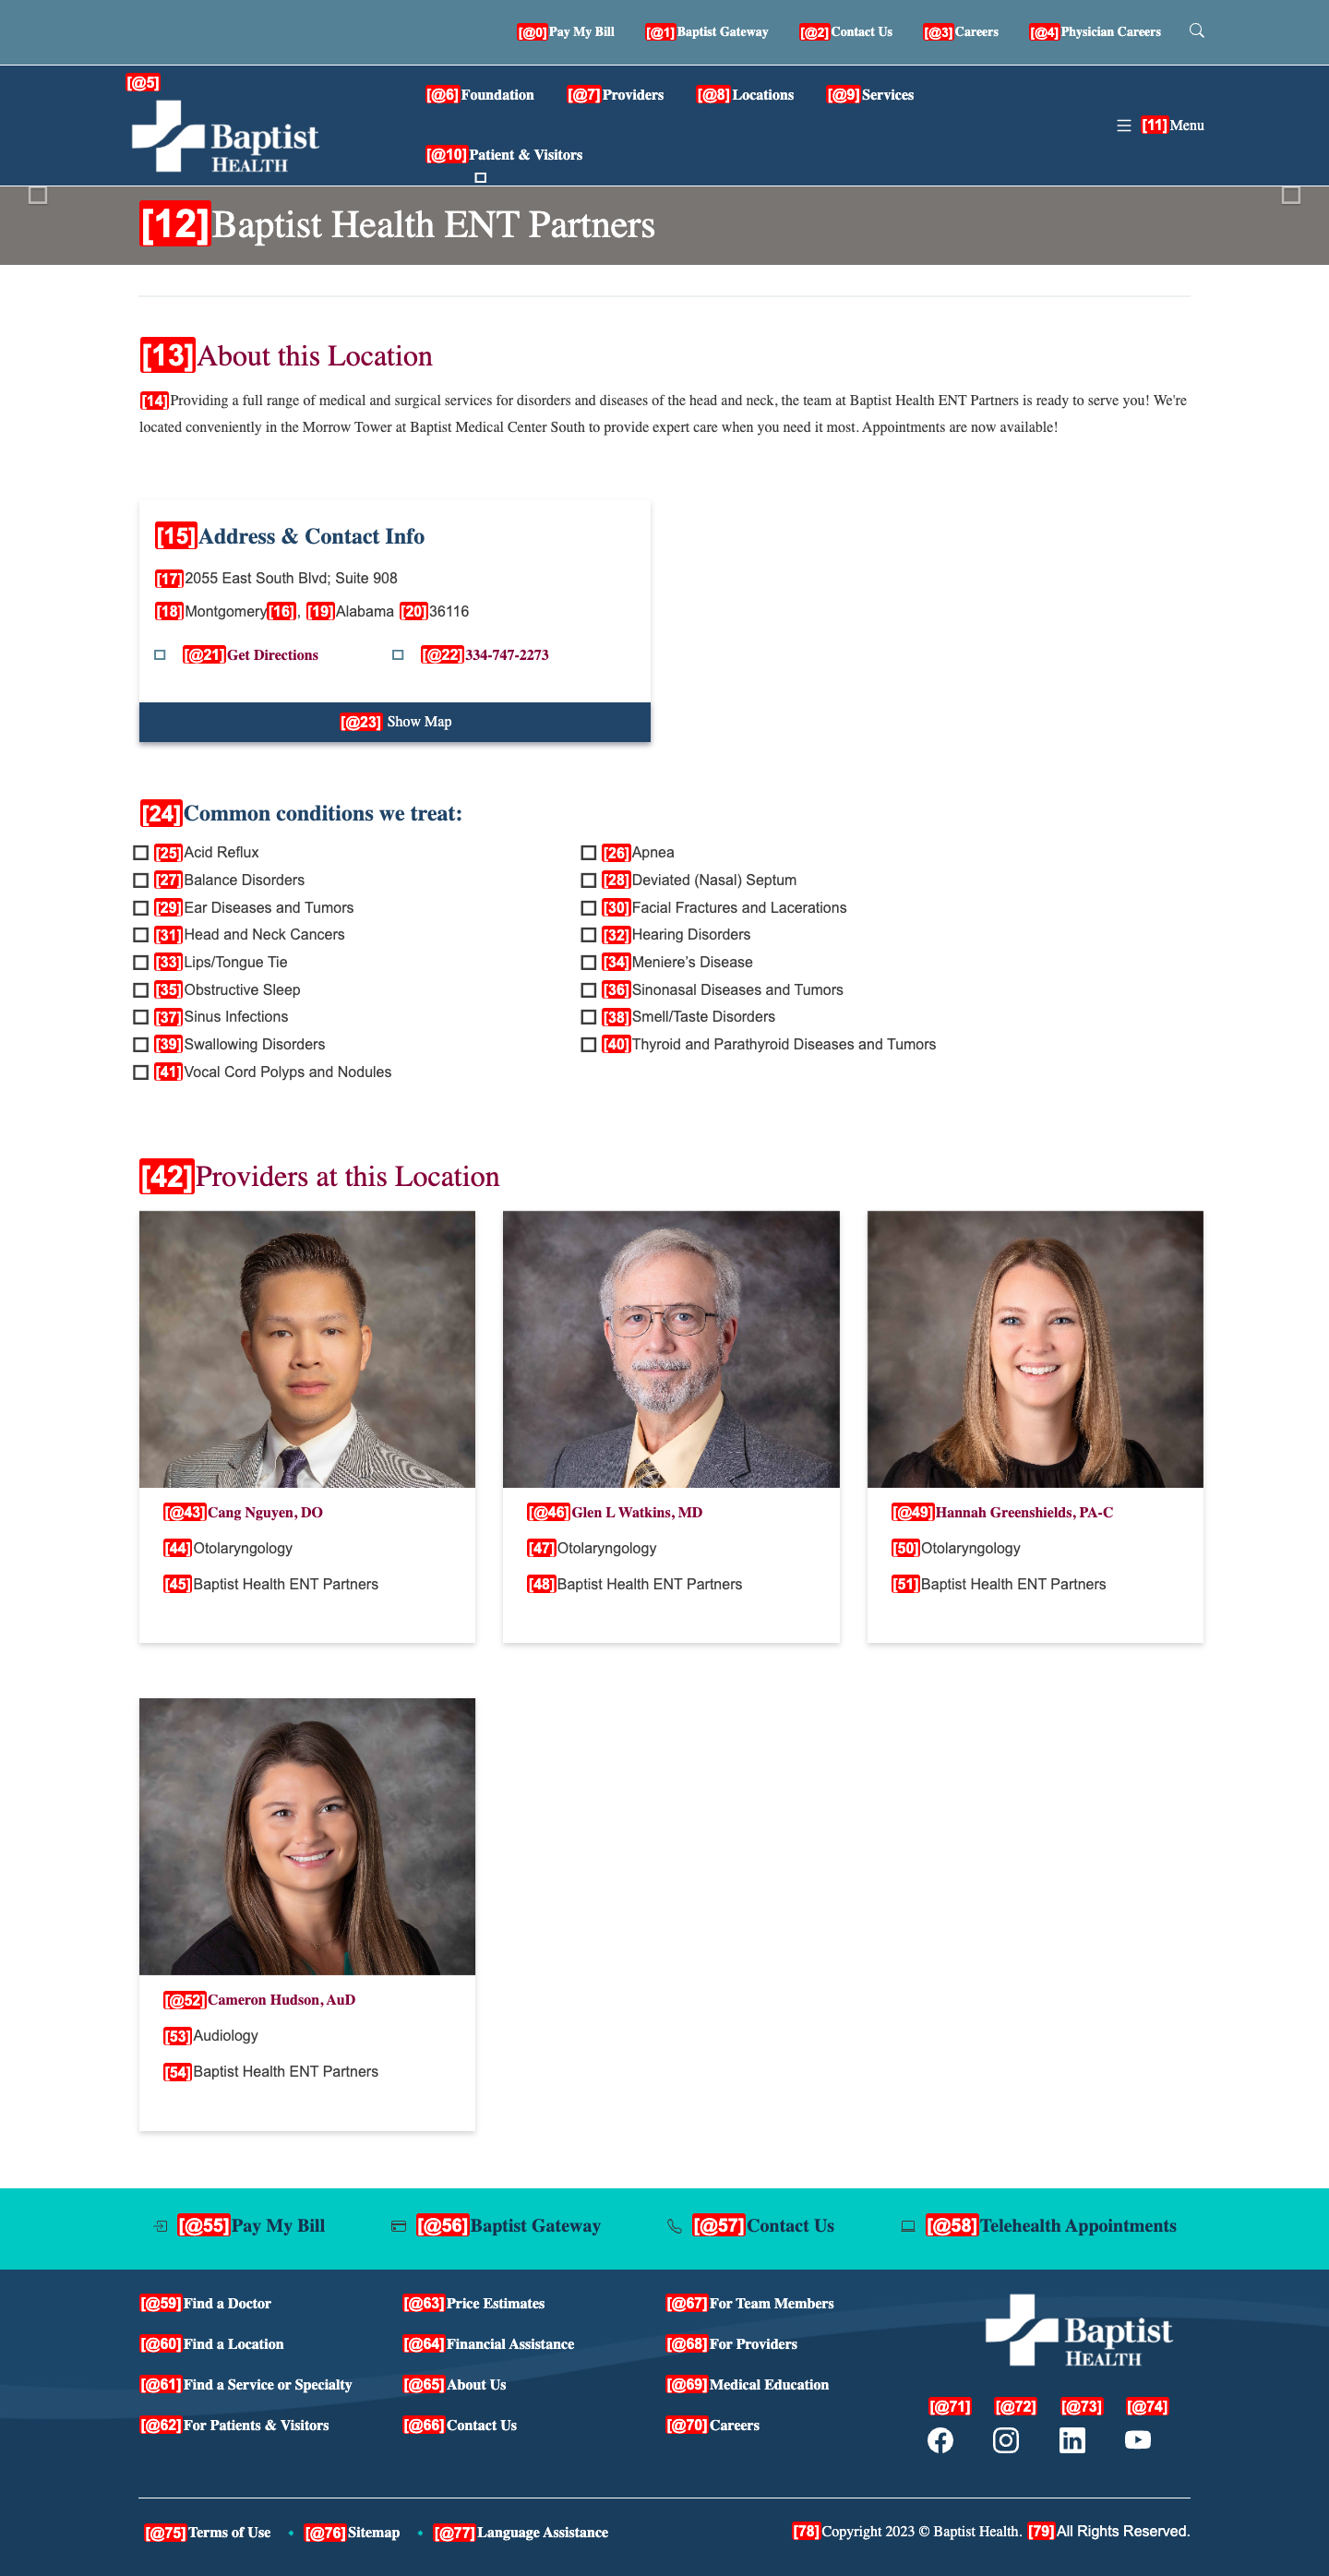 [@0]Pay My Bill [@1]Baptist Gateway [@2]Contact Us [@3]Careers [@4]Physician Careers
[@5]
Baptist
HEALTH
[@6]Foundation [@7]Providers [@8]Locations [@9]Services
[@10]Patient & Visitors
[11]Menu
[12]Baptist Health ENT Partners
[13]About this Location
[14]Providing a full range of medical and surgical services for disorders and diseases of the head and neck, the team at Baptist Health ENT Partners is ready to serve you! We're
located conveniently in the Morrow Tower at Baptist Medical Center South to provide expert care when you need it most. Appointments are now available!
[15]Address & Contact Info
[17]2055 East South Blvd; Suite 908
[18]Montgomery[16], [19]Alabama [20]36116
[@21]Get Directions [@22]334-747-2273
[@23] Show Map
[24]Common conditions we treat:
[25]Acid Reflux [26]Apnea
[27]Balance Disorders [28]Deviated (Nasal) Septum
[29]Ear Diseases and Tumors [30]Facial Fractures and Lacerations
[31]Head and Neck Cancers [32]Hearing Disorders
[33]Lips/Tongue Tie [34]Meniere's Disease
[35]Obstructive Sleep [36]Sinonasal Diseases and Tumors
[37]Sinus Infections [38]Smell/Taste Disorders
[39]Swallowing Disorders [40]Thyroid and Parathyroid Diseases and Tumors
[41]Vocal Cord Polyps and Nodules
[42]Providers at this Location
[@43]Cang Nguyen, DO [@46]Glen L Watkins, MD [@49]Hannah Greenshields, PA-C
[44]Otolaryngology [47]Otolaryngology [50]Otolaryngology
[45]Baptist Health ENT Partners [48]Baptist Health ENT Partners [51]Baptist Health ENT Partners
[@52]Cameron Hudson, AuD
[53]Audiology
[54]Baptist Health ENT Partners
[@55]Pay My Bill [@56]Baptist Gateway [@57]Contact Us [@58]Telehealth Appointments
[@59]Find a Doctor [@63]Price Estimates [@67]For Team Members
[@60]Find a Location [@64]Financial Assistance [@68]For Providers
[@61]Find a Service or Specialty [@65]About Us [@69]Medical Education
[@62]For Patients & Visitors [@66]Contact Us [@70]Careers
Baptist
HEALTH
[@71] [@72] [@73] [@74]
[@75]Terms of Use [@76]Sitemap [@77]Language Assistance [78]Copyright 2023 © Baptist Health. [79]All Rights Reserved.